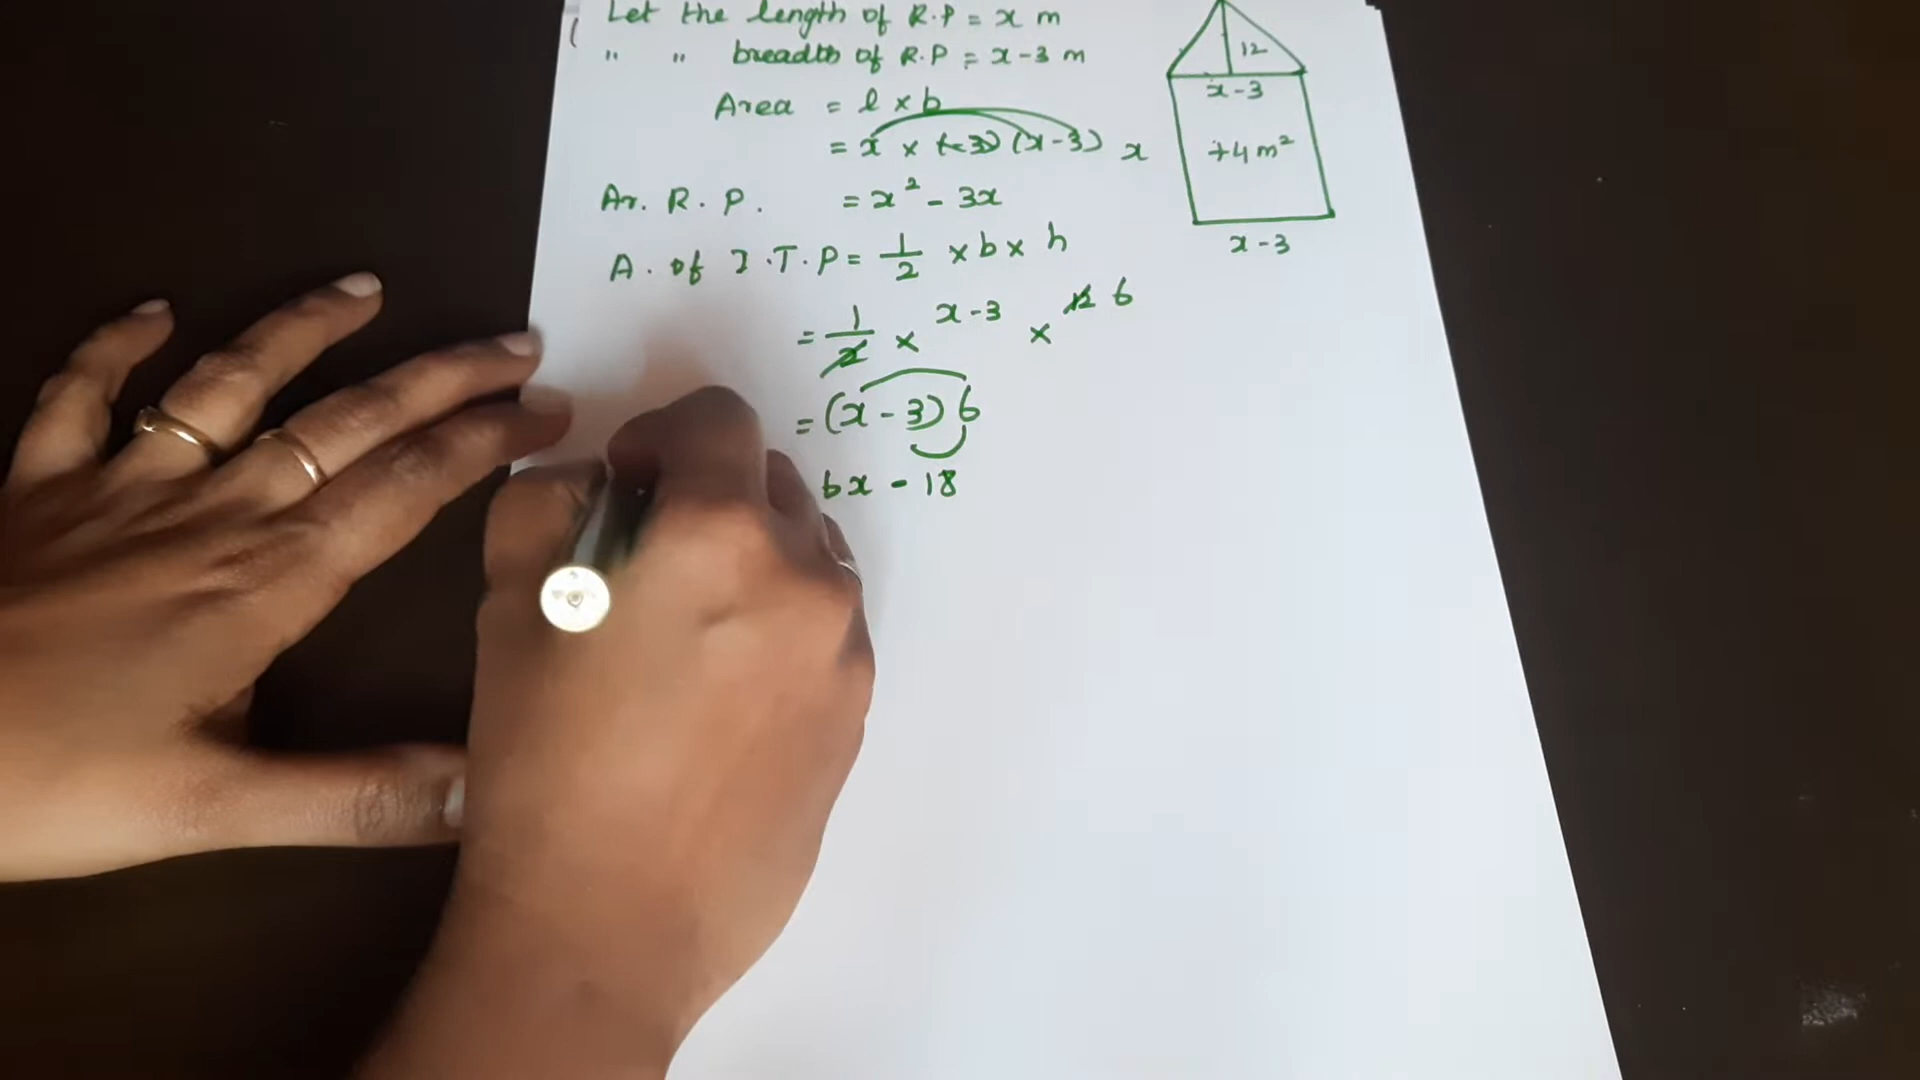 Let the length of R.P = x m
" " breadth of R.P = x-3 m
Area = l × b
= x × (x-3)
x
Ar. R. P. = x² - 3x
A. of I.T.P = 1/2 × b × h
= 1/2 × x-3 × 12 6
= (x - 3) 6
6x - 18
12
x-3
+4 m²
x-3